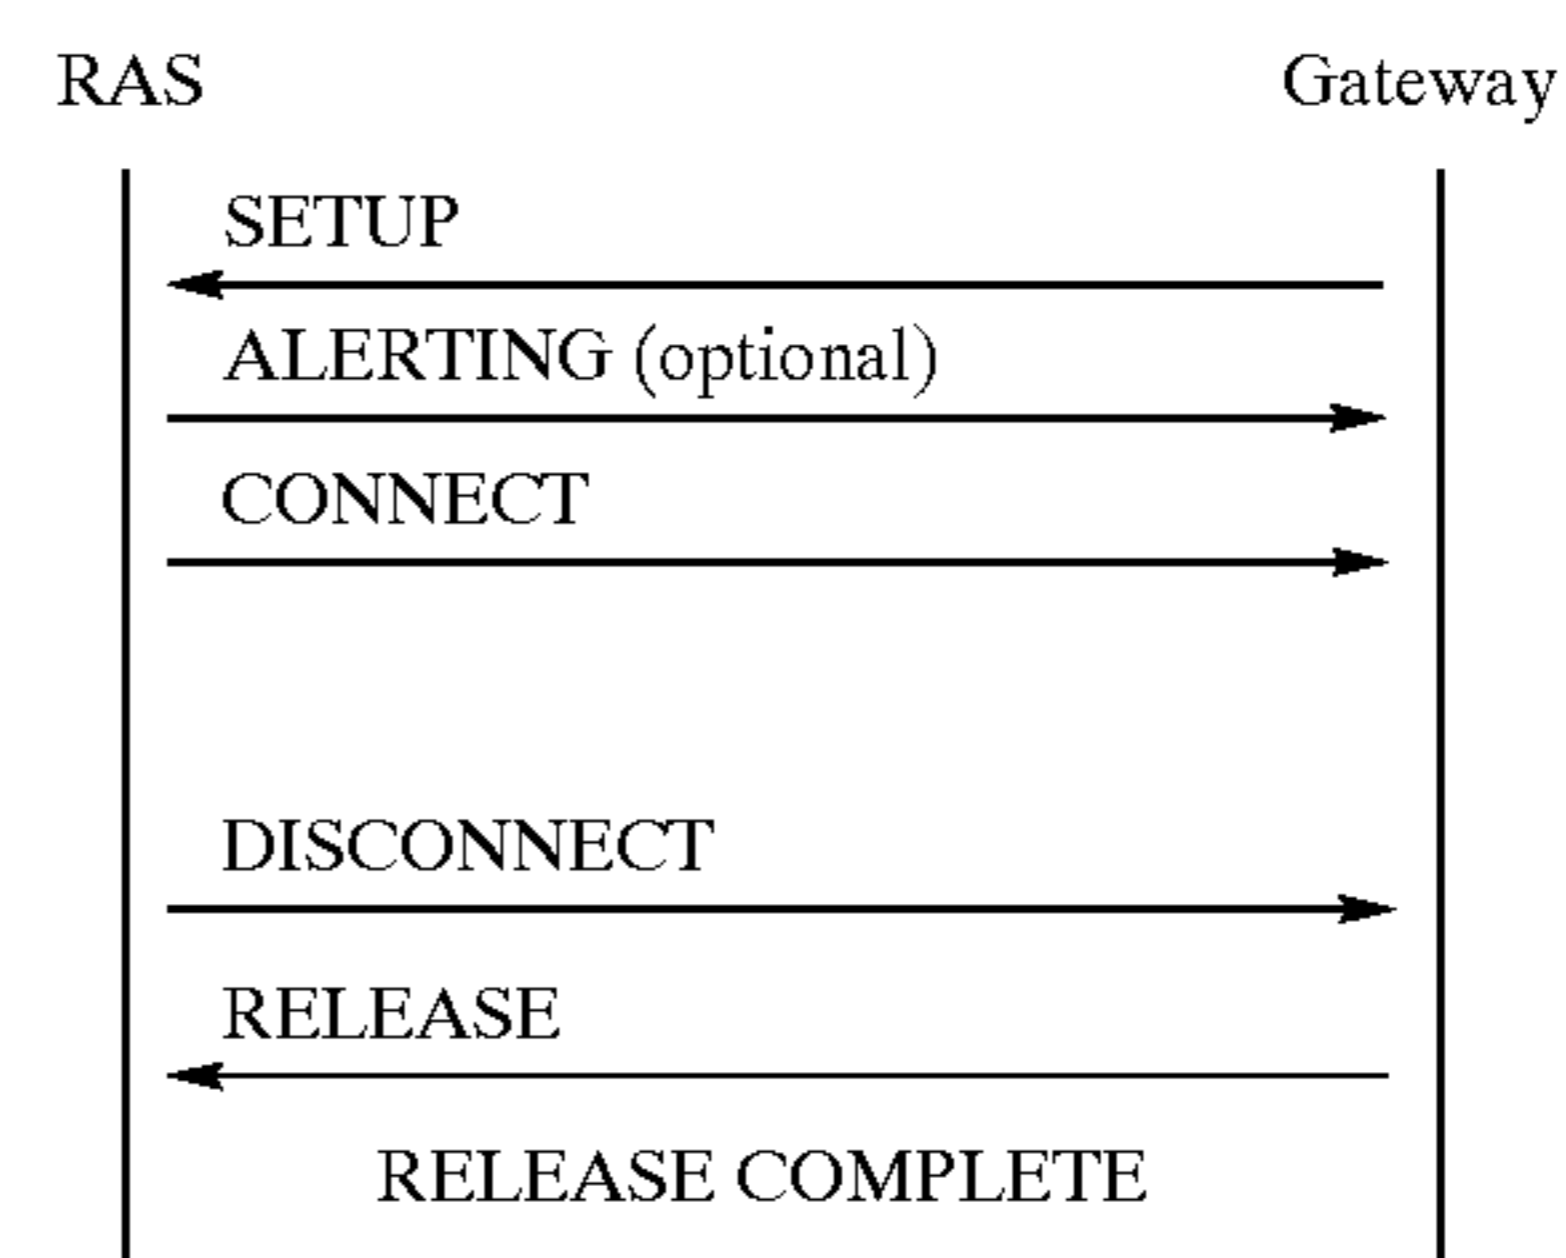 RAS Gateway
SETUP
ALERTING (optional)
CONNECT
DISCONNECT
RELEASE
RELEASE COMPLETE